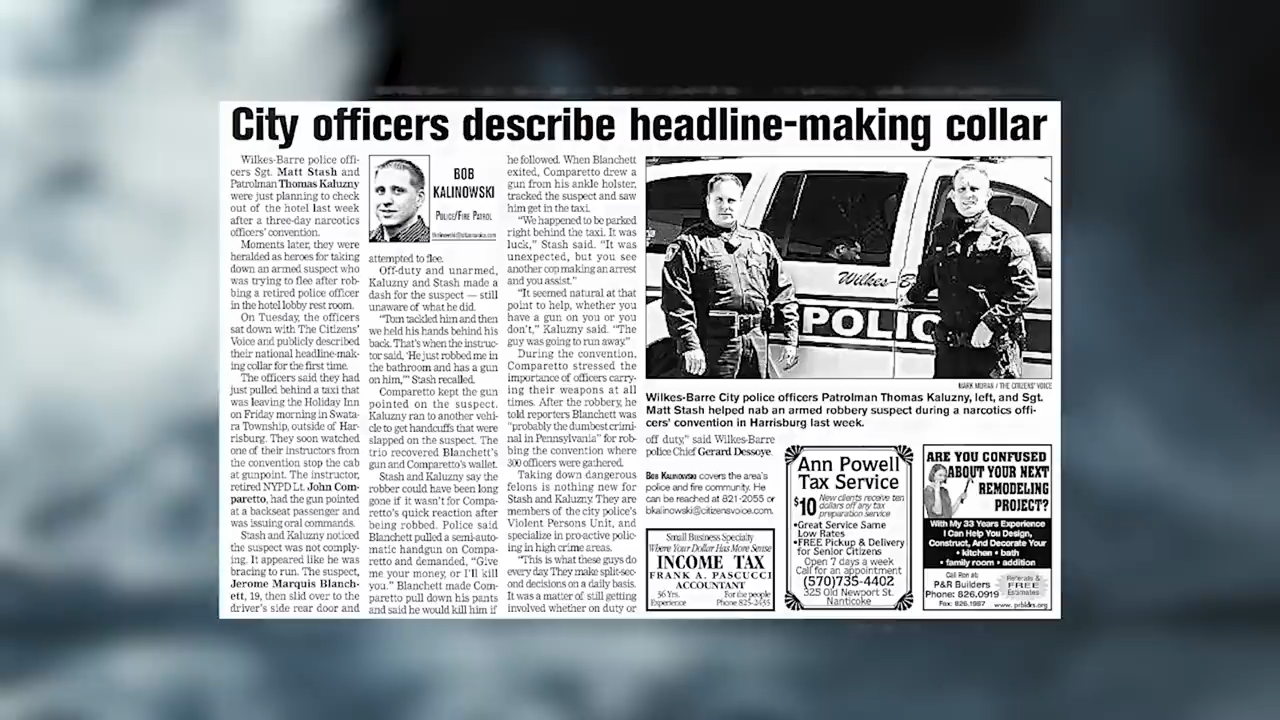 City officers describe headline-making collar
Wilkes-Barre police offi-
cers Sgt. Matt Stash and
Patrolman Thomas Kaluzny
were just planning to check
out of the hotel last week
after a three-day narcotics
officers' convention.
Moments later, they were
heralded as heroes for taking
down an armed suspect who
was trying to flee after rob-
bing a retired police officer
in the hotel lobby rest room.
On Tuesday, the officers
sat down with The Citizens'
Voice and publicly described
their national headline-mak-
ing collar for the first time.
The officers said they had
just pulled behind a taxi that
was leaving the Holiday Inn
on Friday morning in Swata-
ra Township, outside of Har-
risburg. They soon watched
one of their instructors from
the convention stop the cab
at gunpoint. The instructor,
retired NYPD Lt. John Com-
paretto, had the gun pointed
at a backseat passenger and
was issuing oral commands.
Stash and Kaluzny noticed
the suspect was not comply-
ing. It appeared like he was
bracing to run. The suspect,
Jerome Marquis Blanch-
ett, 19, then slid over to the
driver's side rear door and
BOB
KALINOWSKI
POLICE/FIRE PATROL
bkalinowski@citizensvoice.com
attempted to flee.
Off-duty and unarmed,
Kaluzny and Stash made a
dash for the suspect — still
unaware of what he did.
"Tom tackled him and then
we held his hands behind his
back. That's when the instruc-
tor said, 'He just robbed me in
the bathroom and has a gun
on him,'" Stash recalled.
Comparetto kept the gun
pointed on the suspect.
Kaluzny ran to another vehi-
cle to get handcuffs that were
slapped on the suspect. The
trio recovered Blanchett's
gun and Comparetto's wallet.
Stash and Kaluzny say the
robber could have been long
gone if it wasn't for Compa-
retto's quick reaction after
being robbed. Police said
Blanchett pulled a semi-auto-
matic handgun on Compa-
retto and demanded, "Give
me your money, or I'll kill
you." Blanchett made Com-
paretto pull down his pants
and said he would kill him if
he followed. When Blanchett
exited, Comparetto drew a
gun from his ankle holster,
tracked the suspect and saw
him get in the taxi.
"We happened to be parked
right behind the taxi. It was
luck," Stash said. "It was
unexpected, but you see
another cop making an arrest
and you assist."
"It seemed natural at that
point to help, whether you
have a gun on you or you
don't," Kaluzny said. "The
guy was going to run away."
During the convention,
Comparetto stressed the
importance of officers carry-
ing their weapons at all
times. After the robbery, he
told reporters Blanchett was
"probably the dumbest crimi-
nal in Pennsylvania" for rob-
bing the convention where
300 officers were gathered.
Taking down dangerous
felons is nothing new for
Stash and Kaluzny. They are
members of the city police's
Violent Persons Unit, and
specialize in pro-active polic-
ing in high crime areas.
"This is what these guys do
every day. They make split-sec-
ond decisions on a daily basis.
It was a matter of still getting
involved whether on duty or
Wilkes-B
POLIC
MARK MORAN / THE CITIZENS' VOICE
Wilkes-Barre City police officers Patrolman Thomas Kaluzny, left, and Sgt.
Matt Stash helped nab an armed robbery suspect during a narcotics offi-
cers' convention in Harrisburg last week.
off duty," said Wilkes-Barre
police Chief Gerard Dessoye.
BOB KALINOWSKI covers the area's
police and fire community. He
can be reached at 821-2055 or
bkalinowski@citizensvoice.com.
Small Business Specialty
Where Your Dollar Has More Sense
INCOME TAX
FRANK A. PASCUCCI
ACCOUNTANT
56 Yrs. For the people
Experience Phone 825-2435
Ann Powell
Tax Service
$10 New clients receive ten
dollars off any tax
preparation service
•Great Service Same
Low Rates
•FREE Pickup & Delivery
for Senior Citizens
Open 7 days a week
Call for an appointment
(570)735-4402
325 Old Newport St.
Nanticoke
ARE YOU CONFUSED
ABOUT YOUR NEXT
REMODELING
PROJECT?
With My 33 Years Experience
I Can Help You Design,
Construct, And Decorate Your
• kitchen • bath
• family room • addition
Call Ron at:
P&R Builders
Phone: 826.0919
Fax: 826.1987
Referrals &
FREE
Estimates
www.prbldrs.org